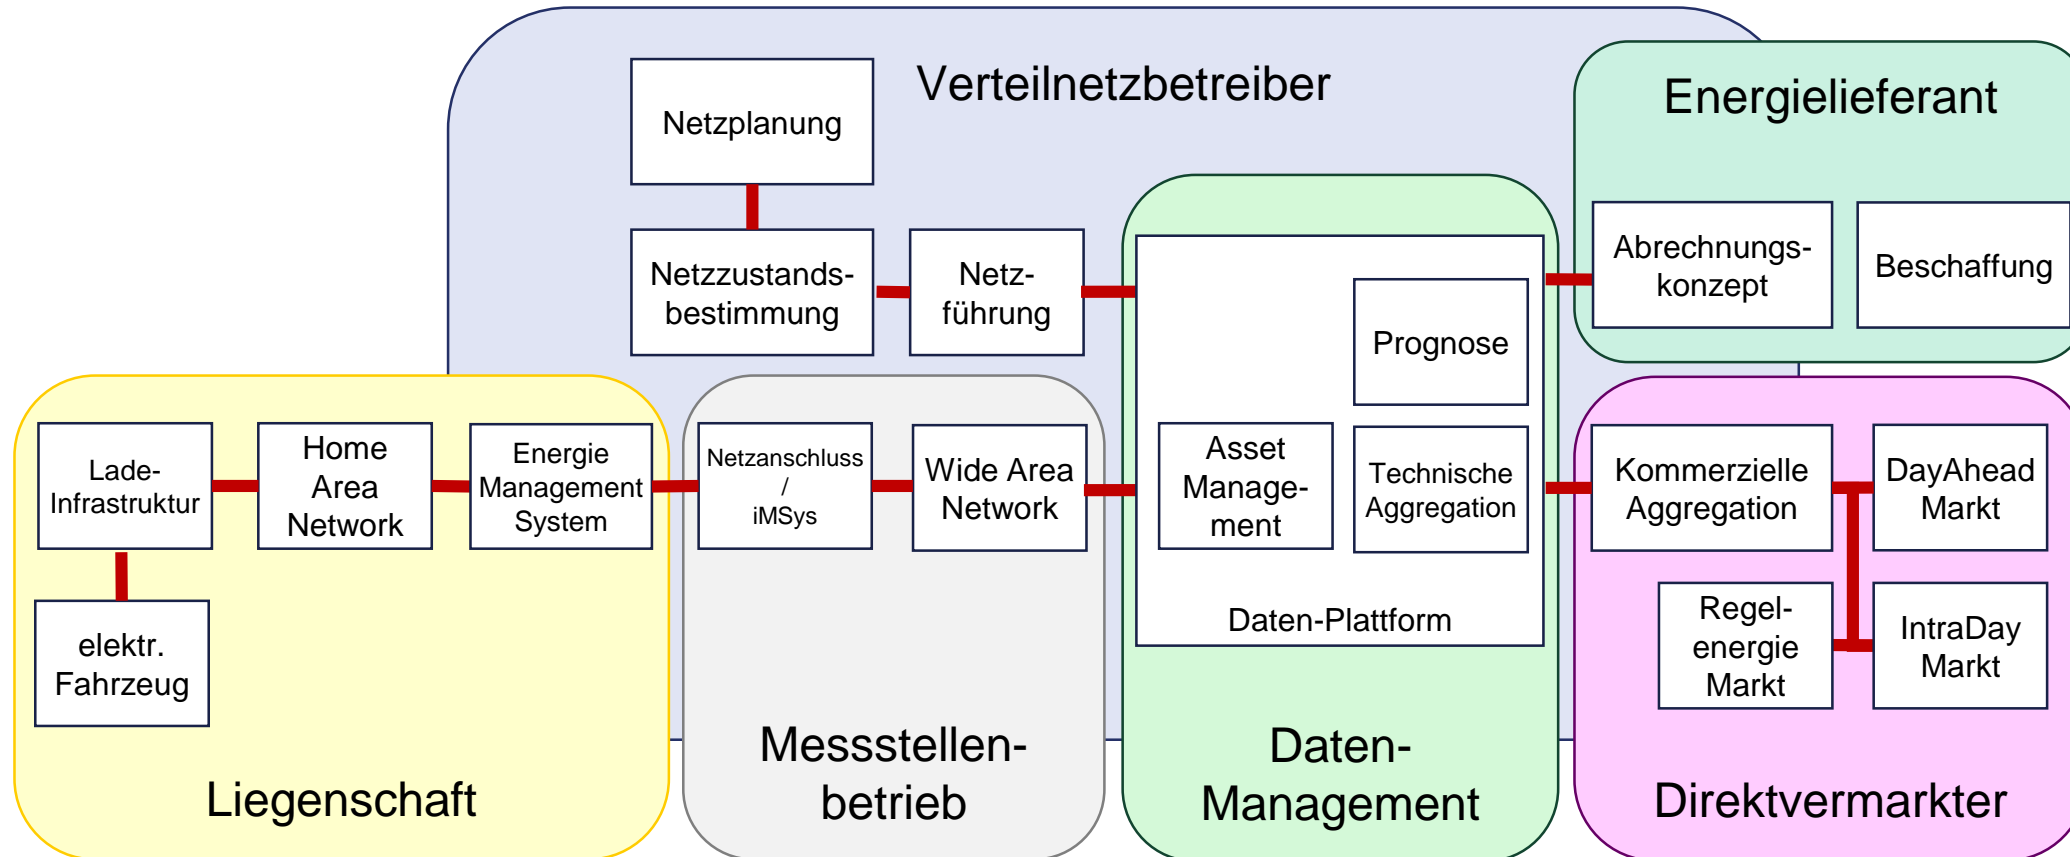 Verteilnetzbetreiber
Energielieferant
Netzplanung
Netzzustands-
bestimmung
Netz-
führung
Abrechnungs-
konzept
Beschaffung
Prognose
Lade-
Infrastruktur
Home
Area
Network
Energie
Management
System
Netzanschluss
/
iMSys
Wide Area
Network
Asset
Manage-
ment
Technische
Aggregation
Kommerzielle
Aggregation
DayAhead
Markt
elektr.
Fahrzeug
Daten-Plattform
Regel-
energie
Markt
IntraDay
Markt
Liegenschaft
Messstellen-
betrieb
Daten-
Management
Direktvermarkter